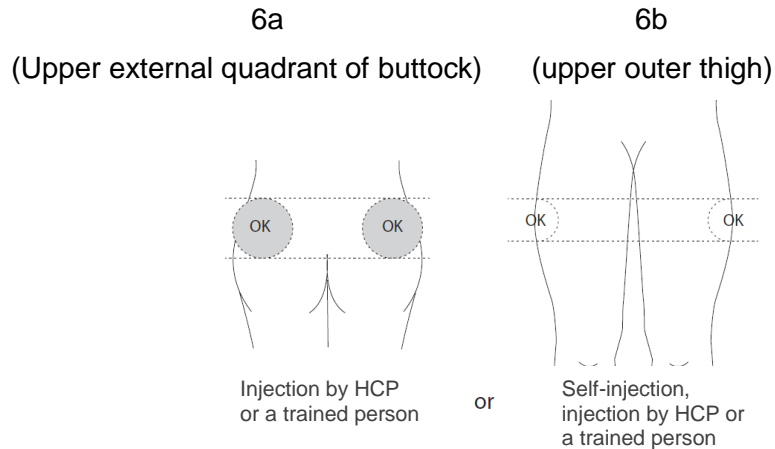 6a
(Upper external quadrant of buttock)
6b
(upper outer thigh)
OK
OK
OK
OK
Injection by HCP
or a trained person
or
Self-injection,
injection by HCP or
a trained person